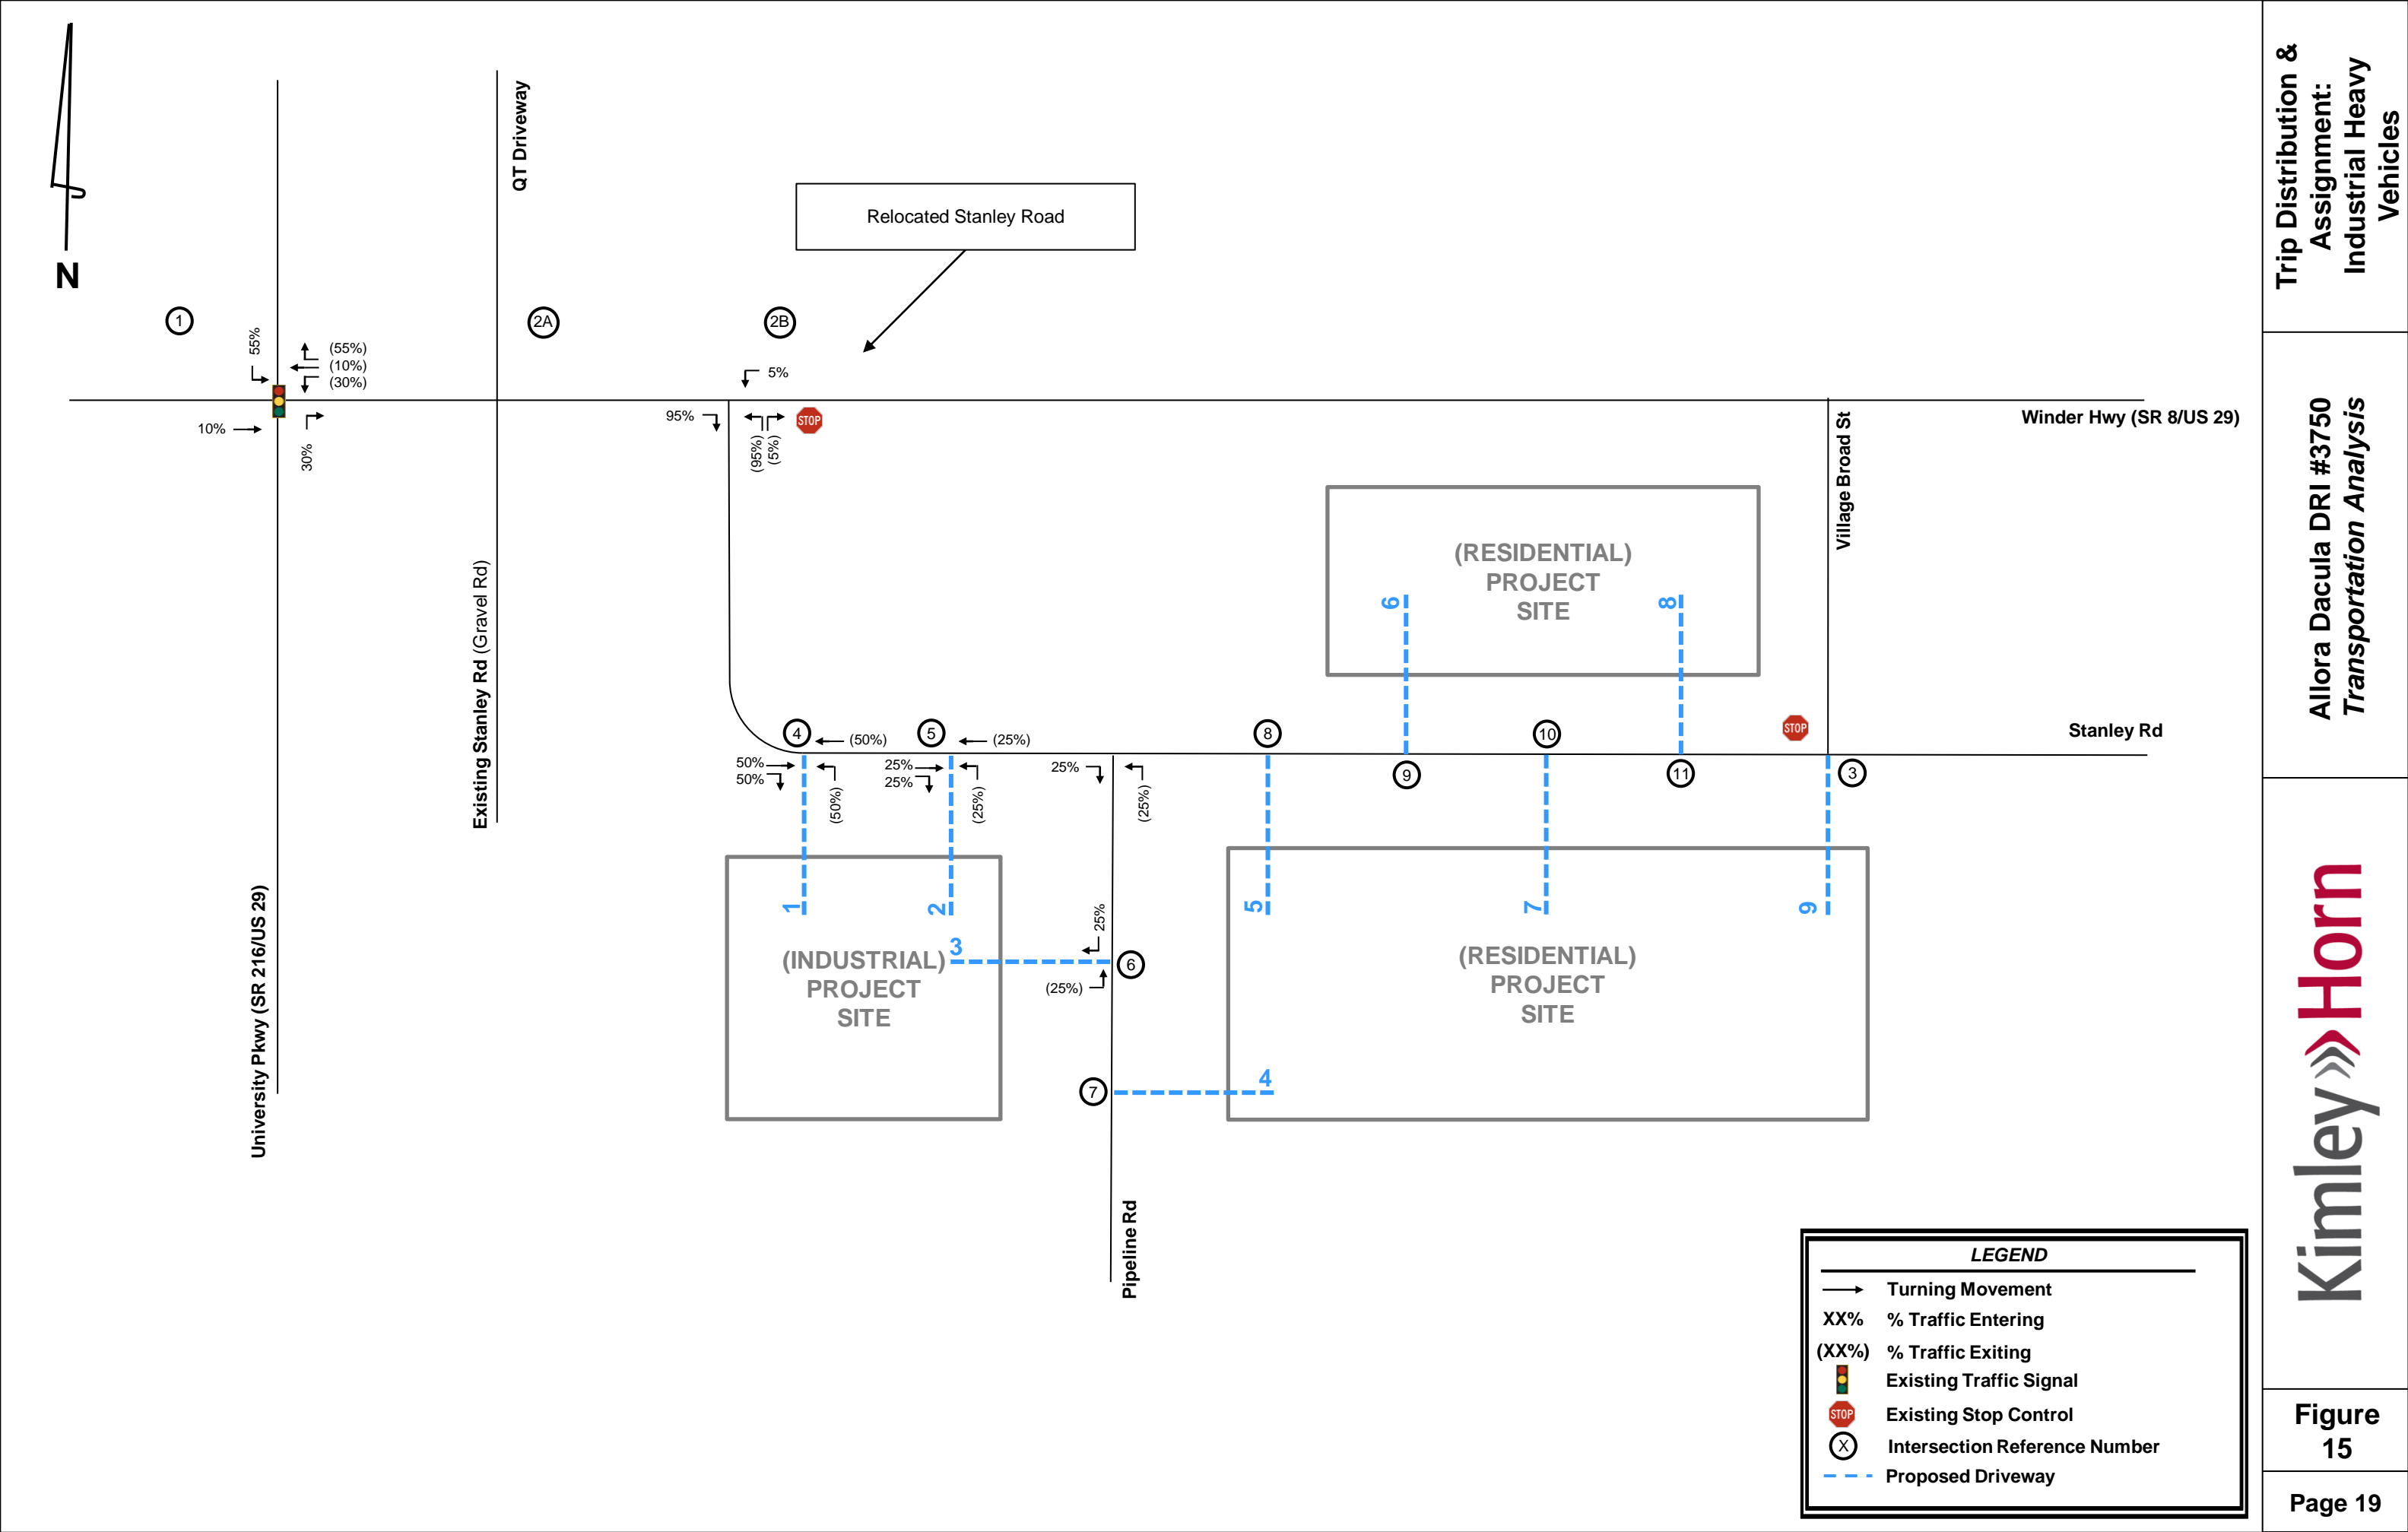 QT Driveway
Relocated Stanley Road
N
1
2A
2B
55%
(55%)
(10%)
(30%)
10%
30%
5%
95%
(95%)
(5%)
STOP
Winder Hwy (SR 8/US 29)
Village Broad St
Existing Stanley Rd (Gravel Rd)
University Pkwy (SR 216/US 29)
(RESIDENTIAL)
PROJECT
SITE
6
8
STOP
Stanley Rd
4
(50%)
5
(25%)
8
10
50%
50%
(50%)
25%
25%
(25%)
25%
(25%)
9
11
3
1
2
3
(INDUSTRIAL)
PROJECT
SITE
25%
6
(25%)
7
5
7
9
(RESIDENTIAL)
PROJECT
SITE
4
Pipeline Rd
LEGEND
Turning Movement
XX% % Traffic Entering
(XX%) % Traffic Exiting
Existing Traffic Signal
STOP Existing Stop Control
X Intersection Reference Number
Proposed Driveway
Trip Distribution &
Assignment:
Industrial Heavy
Vehicles
Allora Dacula DRI #3750
Transportation Analysis
Kimley»Horn
Figure
15
Page 19